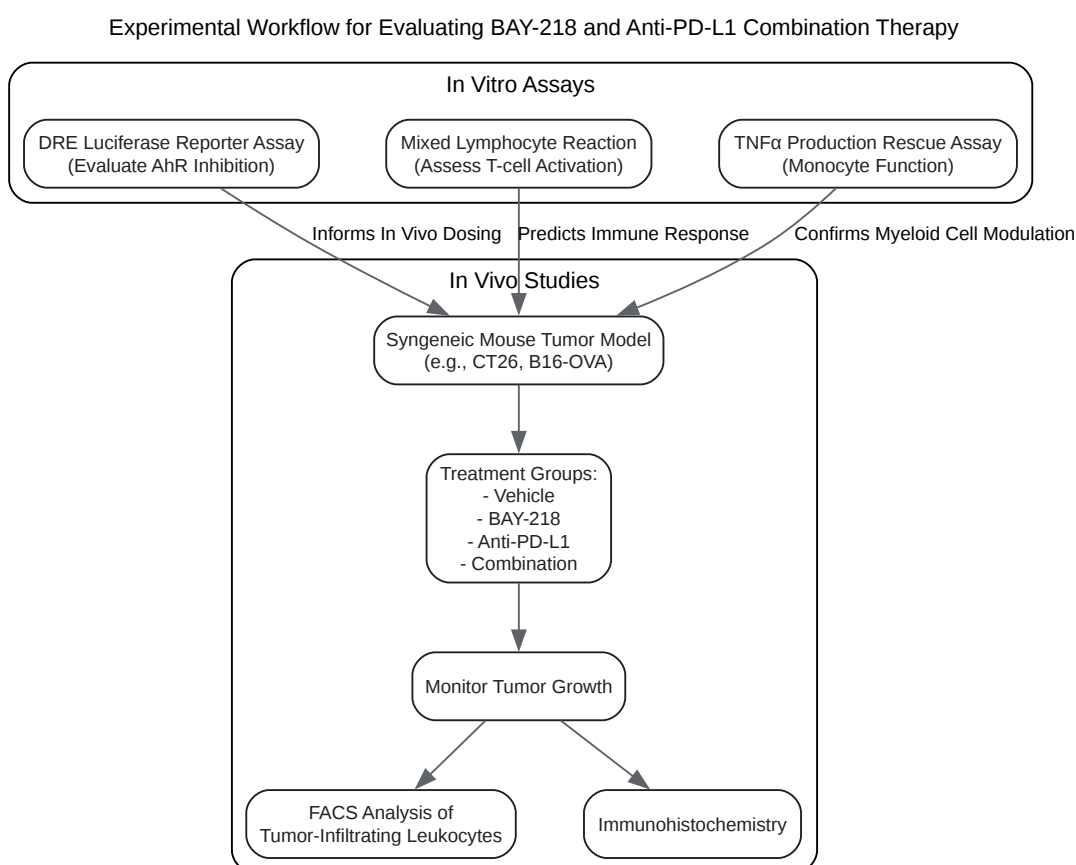 Experimental Workflow for Evaluating BAY-218 and Anti-PD-L1 Combination Therapy
In Vitro Assays
DRE Luciferase Reporter Assay
(Evaluate AhR Inhibition)
Mixed Lymphocyte Reaction
(Assess T-cell Activation)
TNFα Production Rescue Assay
(Monocyte Function)
Informs In Vivo Dosing
Predicts Immune Response
Confirms Myeloid Cell Modulation
In Vivo Studies
Syngeneic Mouse Tumor Model
(e.g., CT26, B16-OVA)
Treatment Groups:
- Vehicle
- BAY-218
- Anti-PD-L1
- Combination
Monitor Tumor Growth
FACS Analysis of
Tumor-Infiltrating Leukocytes
Immunohistochemistry